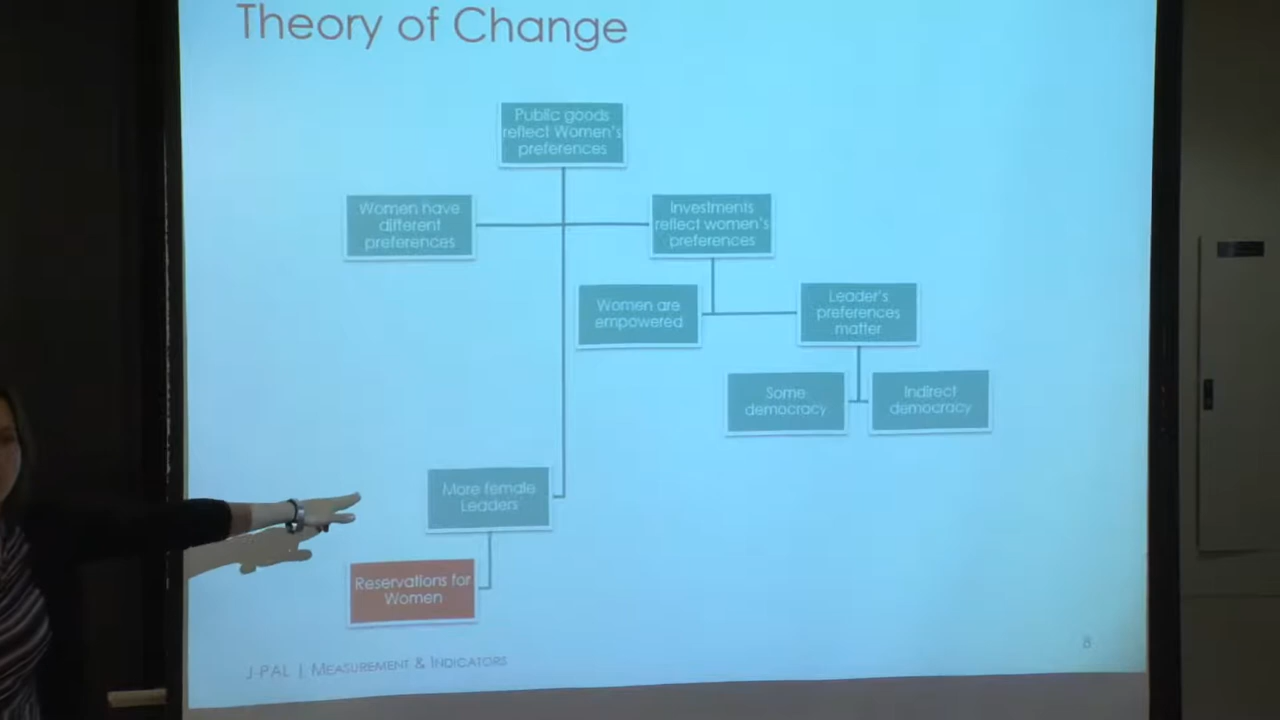 Theory of Change
Public goods
reflect Women's
preferences
Women have
different
preferences
Investments
reflect women's
preferences
Women are
empowered
Leader's
preferences
matter
Some
democracy
Indirect
democracy
More female
Leaders
Reservations for
Women
J-PAL | MEASUREMENT & INDICATORS
8